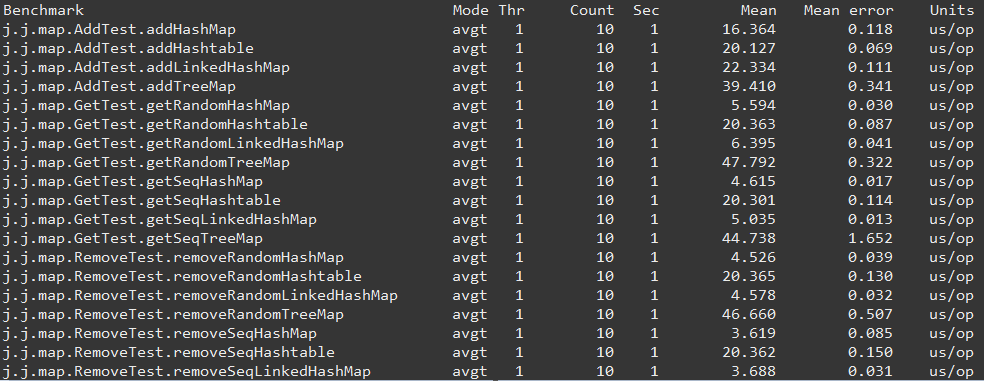 Benchmark Mode Thr Count Sec Mean Mean error Units
j.j.map.AddTest.addHashMap avgt 1 10 1 16.364 0.118 us/op
j.j.map.AddTest.addHashtable avgt 1 10 1 20.127 0.069 us/op
j.j.map.AddTest.addLinkedHashMap avgt 1 10 1 22.334 0.111 us/op
j.j.map.AddTest.addTreeMap avgt 1 10 1 39.410 0.341 us/op
j.j.map.GetTest.getRandomHashMap avgt 1 10 1 5.594 0.030 us/op
j.j.map.GetTest.getRandomHashtable avgt 1 10 1 20.363 0.087 us/op
j.j.map.GetTest.getRandomLinkedHashMap avgt 1 10 1 6.395 0.041 us/op
j.j.map.GetTest.getRandomTreeMap avgt 1 10 1 47.792 0.322 us/op
j.j.map.GetTest.getSeqHashMap avgt 1 10 1 4.615 0.017 us/op
j.j.map.GetTest.getSeqHashtable avgt 1 10 1 20.301 0.114 us/op
j.j.map.GetTest.getSeqLinkedHashMap avgt 1 10 1 5.035 0.013 us/op
j.j.map.GetTest.getSeqTreeMap avgt 1 10 1 44.738 1.652 us/op
j.j.map.RemoveTest.removeRandomHashMap avgt 1 10 1 4.526 0.039 us/op
j.j.map.RemoveTest.removeRandomHashtable avgt 1 10 1 20.365 0.130 us/op
j.j.map.RemoveTest.removeRandomLinkedHashMap avgt 1 10 1 4.578 0.032 us/op
j.j.map.RemoveTest.removeRandomTreeMap avgt 1 10 1 46.660 0.507 us/op
j.j.map.RemoveTest.removeSeqHashMap avgt 1 10 1 3.619 0.085 us/op
j.j.map.RemoveTest.removeSeqHashtable avgt 1 10 1 20.362 0.150 us/op
j.j.map.RemoveTest.removeSeqLinkedHashMap avgt 1 10 1 3.688 0.031 us/op